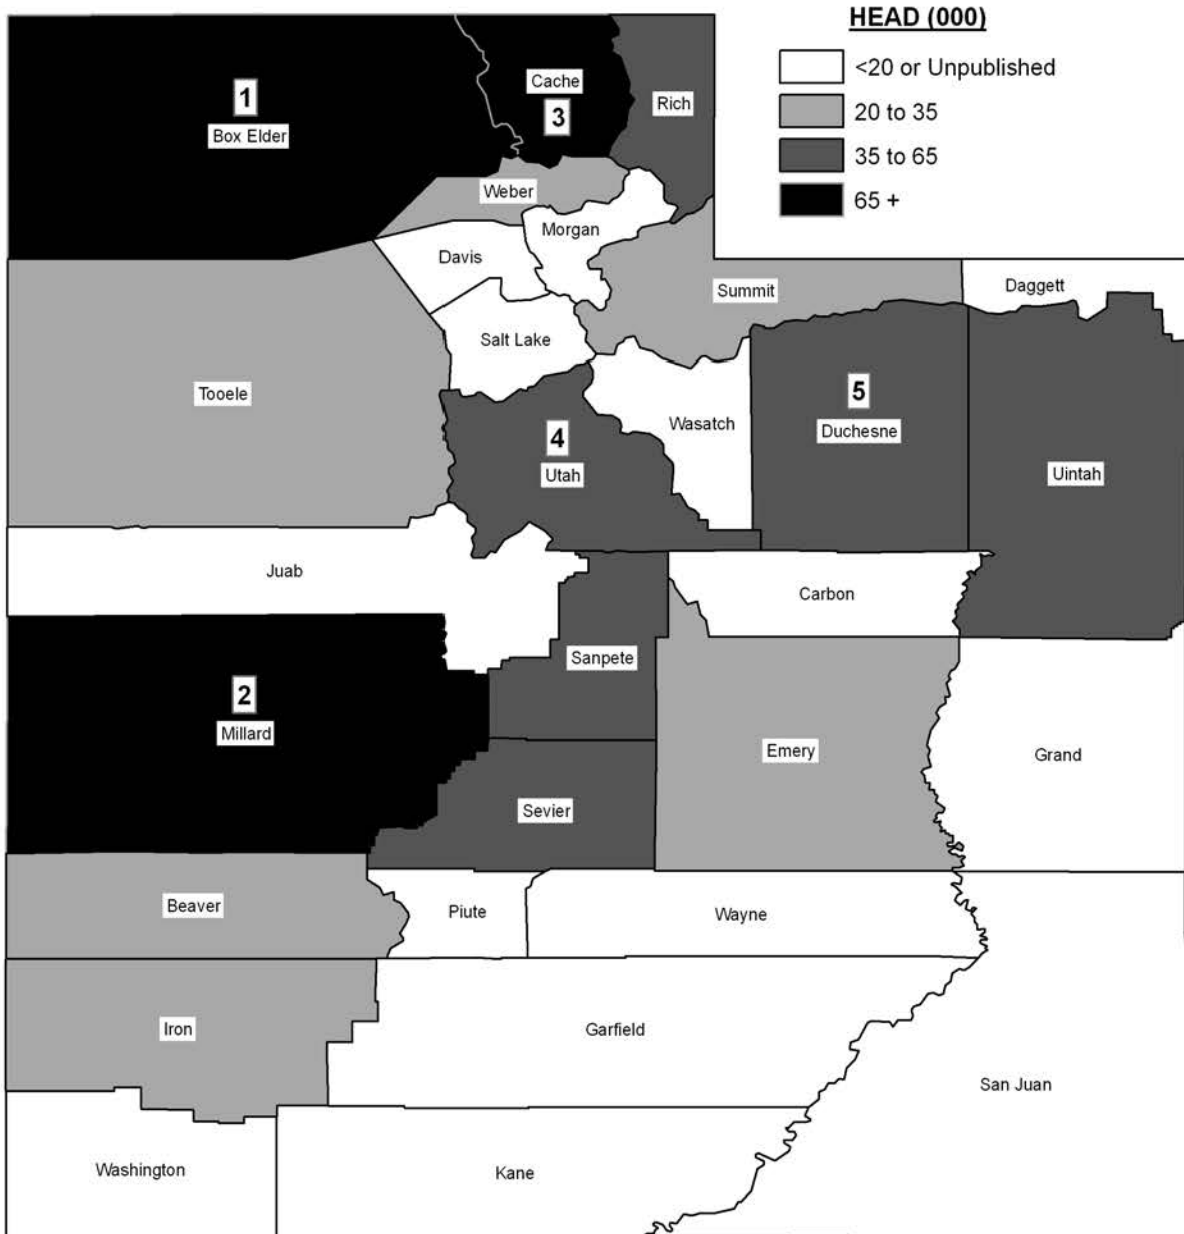 HEAD (000)
<20 or Unpublished
20 to 35
35 to 65
65 +
1
Box Elder
Cache
3
Rich
Weber
Morgan
Davis
Summit
Daggett
Salt Lake
Tooele
Wasatch
5
Duchesne
4
Utah
Uintah
Juab
Carbon
Sanpete
2
Millard
Emery
Grand
Sevier
Beaver
Piute
Wayne
Iron
Garfield
San Juan
Washington
Kane